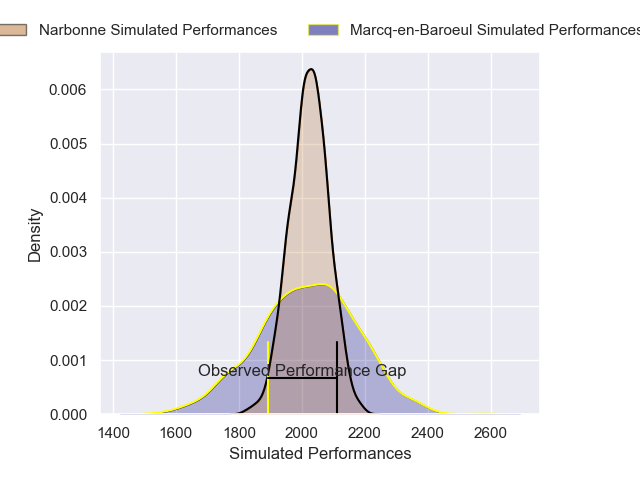 Narbonne Simulated Performances
Marcq-en-Baroeul Simulated Performances
0.006
0.005
0.004
0.003
0.002
0.001
0.000
Density
Observed Performance Gap
1400 1600 1800 2000 2200 2400 2600
Simulated Performances